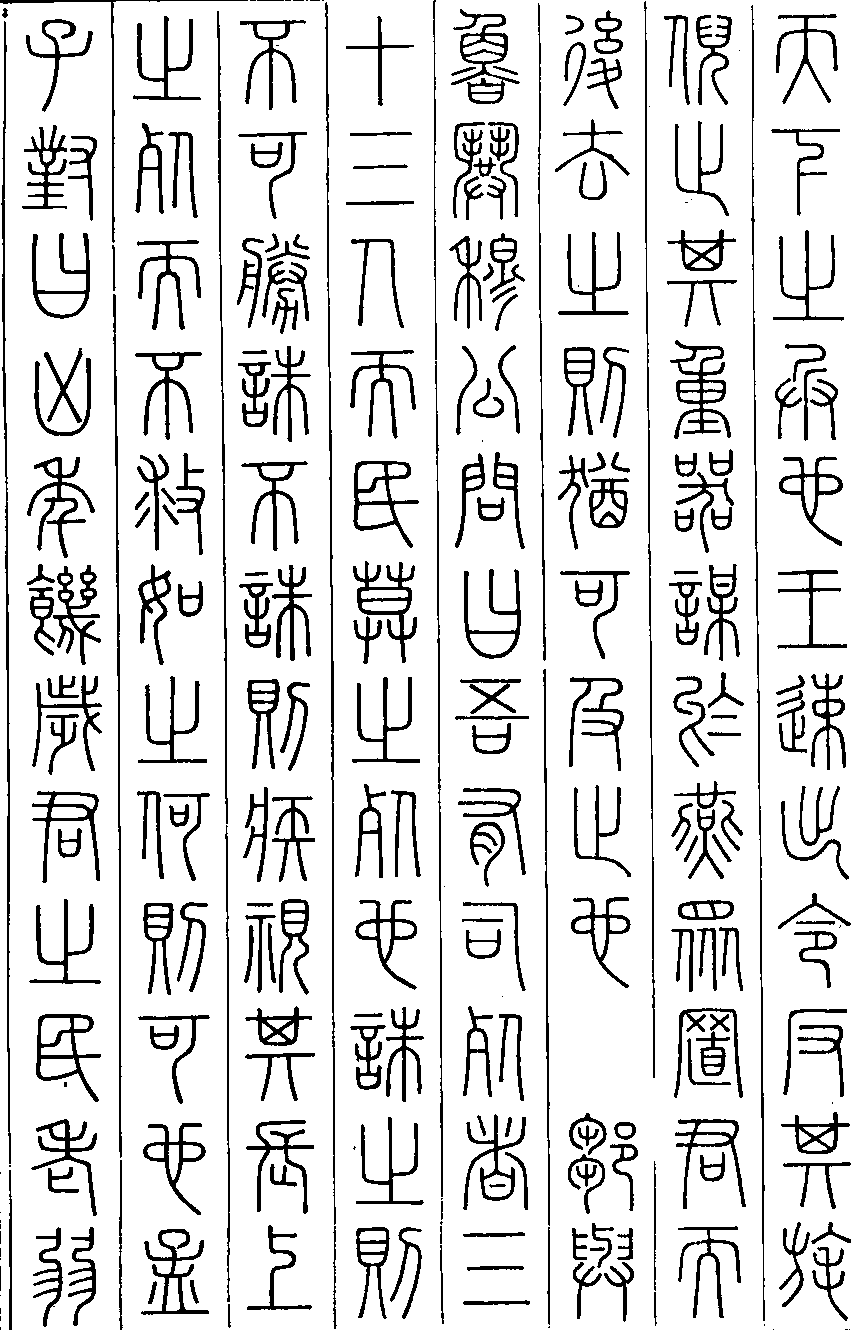 天下之兵也王速出令反其旄
倪止其重器謀於燕衆置君而
後去之則猶可及止也 鄒與
魯鬨穆公問曰吾有司死者三
十三人而民莫之死也誅之則
不可勝誅不誅則疾視其長上
之死而不救如之何則可也孟
子對曰凶年饑歲君之民老弱